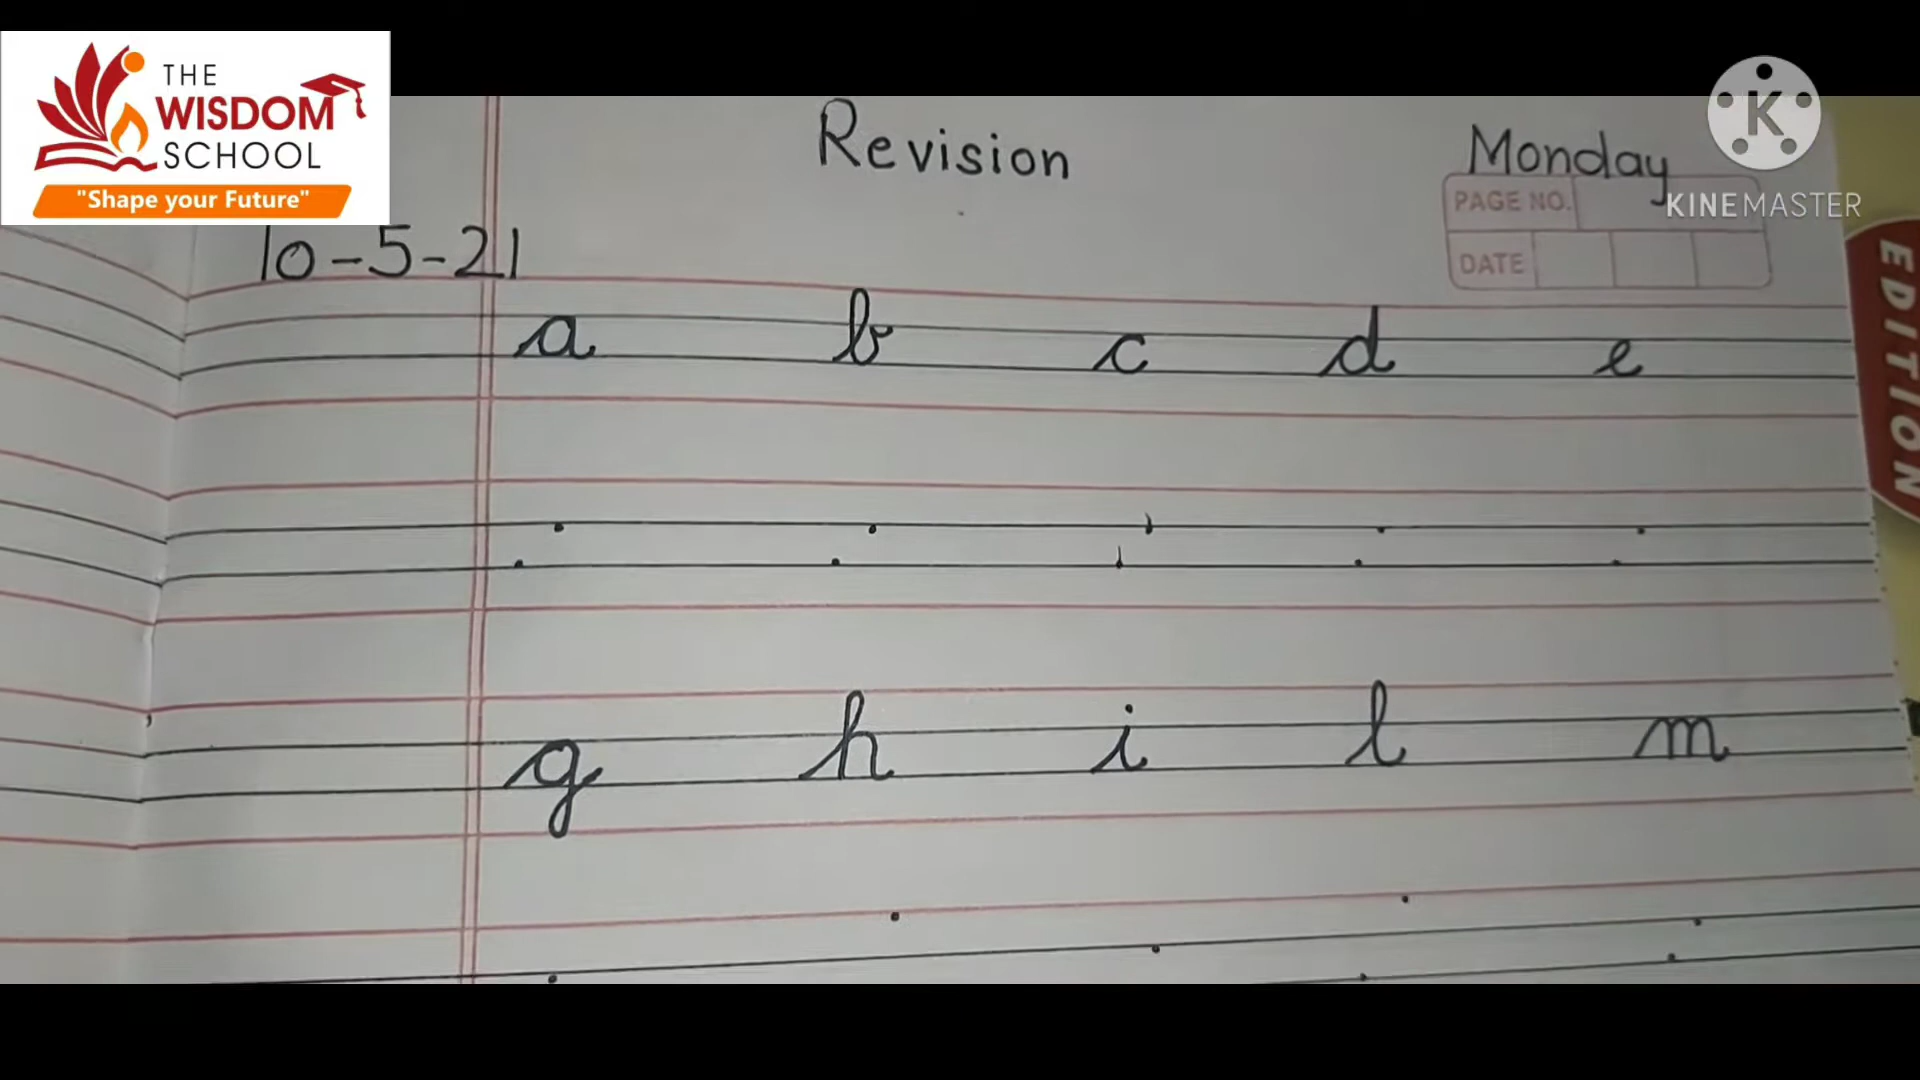 THE
WISDOM
SCHOOL
"Shape your Future"
K
KINEMASTER
Revision
Monday
PAGE NO.
DATE
10-5-21
EDITION
a b c d e
g h i l m